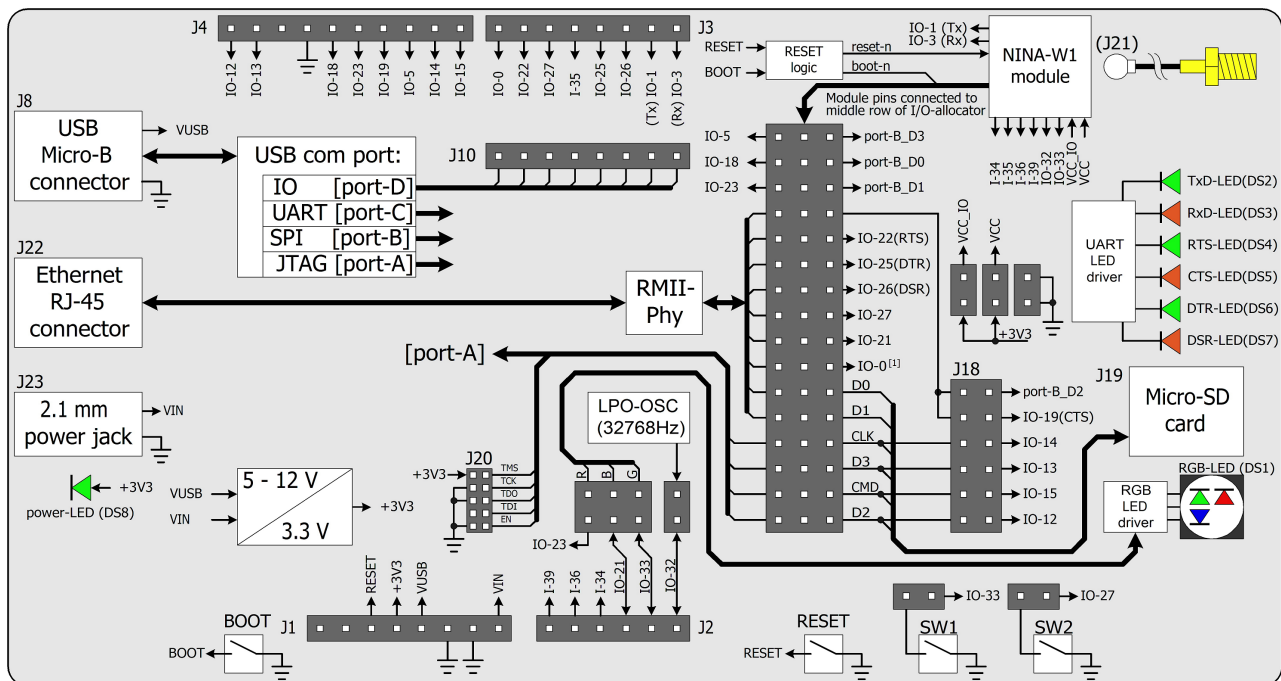 J4
J3
IO-12
IO-13
IO-18
IO-23
IO-19
IO-5
IO-14
IO-15
IO-0
IO-22
IO-27
I-35
IO-25
IO-26
IO-1
(Tx)
IO-3
(Rx)
RESET
BOOT
RESET
logic
reset-n
boot-n
IO-1 (Tx)
IO-3 (Rx)
NINA-W1
module
(J21)
Module pins connected to
middle row of I/O-allocator
I-34
I-35
I-36
I-39
IO-32
IO-33
VCC_IO
VCC
J8
USB
Micro-B
connector
VUSB
USB com port:
IO [port-D]
UART [port-C]
SPI [port-B]
JTAG [port-A]
J10
IO-5
IO-18
IO-23
port-B_D3
port-B_D0
port-B_D1
IO-22(RTS)
IO-25(DTR)
IO-26(DSR)
IO-27
IO-21
IO-0[1]
D0
D1
CLK
D3
CMD
D2
VCC_IO
VCC
+3V3
UART
LED
driver
TxD-LED(DS2)
RxD-LED(DS3)
RTS-LED(DS4)
CTS-LED(DS5)
DTR-LED(DS6)
DSR-LED(DS7)
J22
Ethernet
RJ-45
connector
RMII-
Phy
[port-A]
J18
port-B_D2
IO-19(CTS)
IO-14
IO-13
IO-15
IO-12
J19
Micro-SD
card
J23
2.1 mm
power jack
VIN
LPO-OSC
(32768Hz)
+3V3
power-LED (DS8)
VUSB
VIN
5 - 12 V
3.3 V
+3V3
J20
+3V3
TMS
TCK
TDO
TDI
EN
R
B
G
IO-23
RGB-LED (DS1)
RGB
LED
driver
RESET
+3V3
VUSB
VIN
I-39
I-36
I-34
IO-21
IO-33
IO-32
J1
J2
BOOT
BOOT
RESET
RESET
IO-33
SW1
IO-27
SW2